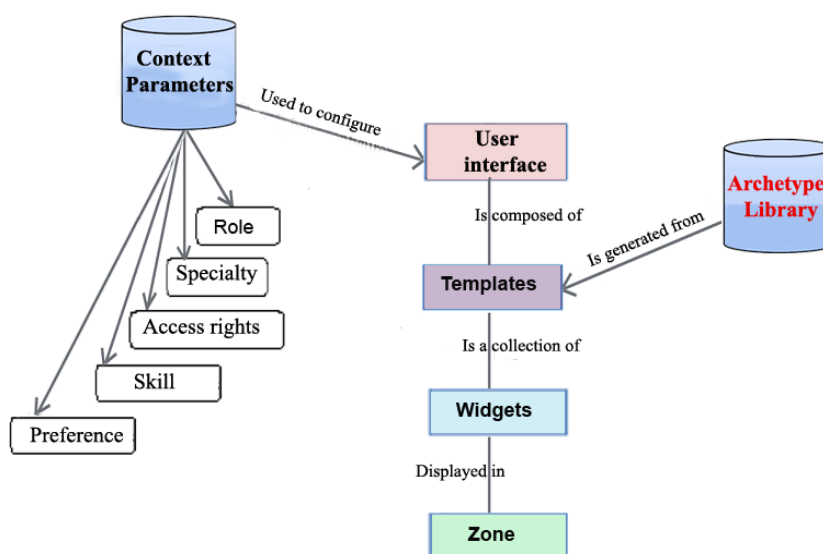 Context
Parameters
Used to configure
User
interface
Archetype
Library
Role
Is composed of
Is generated from
Specialty
Templates
Access rights
Is a collection of
Skill
Widgets
Preference
Displayed in
Zone